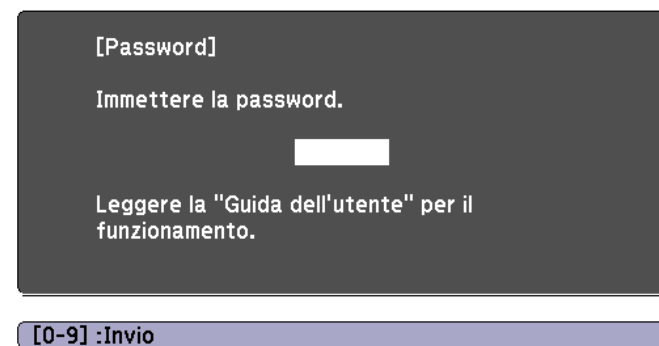 [Password]
Immettere la password.
Leggere la "Guida dell'utente" per il
funzionamento.
[0-9] :Invio